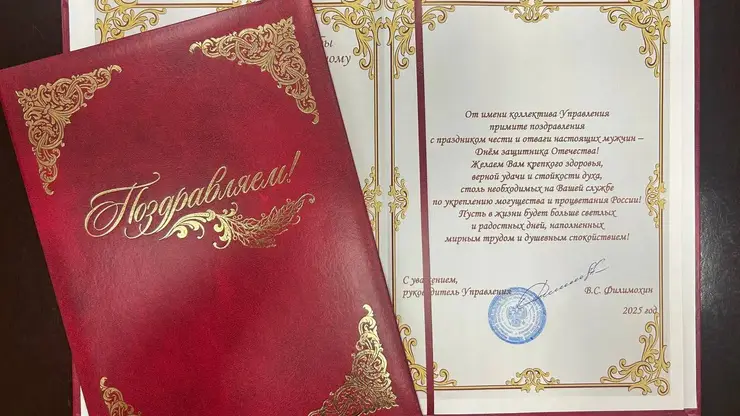 Поздравляем!
ному
От имени коллектива Управления
примите поздравления
с праздником чести и отваги настоящих мужчин –
Днём защитника Отечества!
Желаем Вам крепкого здоровья,
верной удачи и стойкости духа,
столь необходимых на Вашей службе
по укреплению могущества и процветания России!
Пусть в жизни будет больше светлых
и радостных дней, наполненных
мирным трудом и душевным спокойствием!
С уважением,
руководитель Управления В.С. Филимохин
2025 год